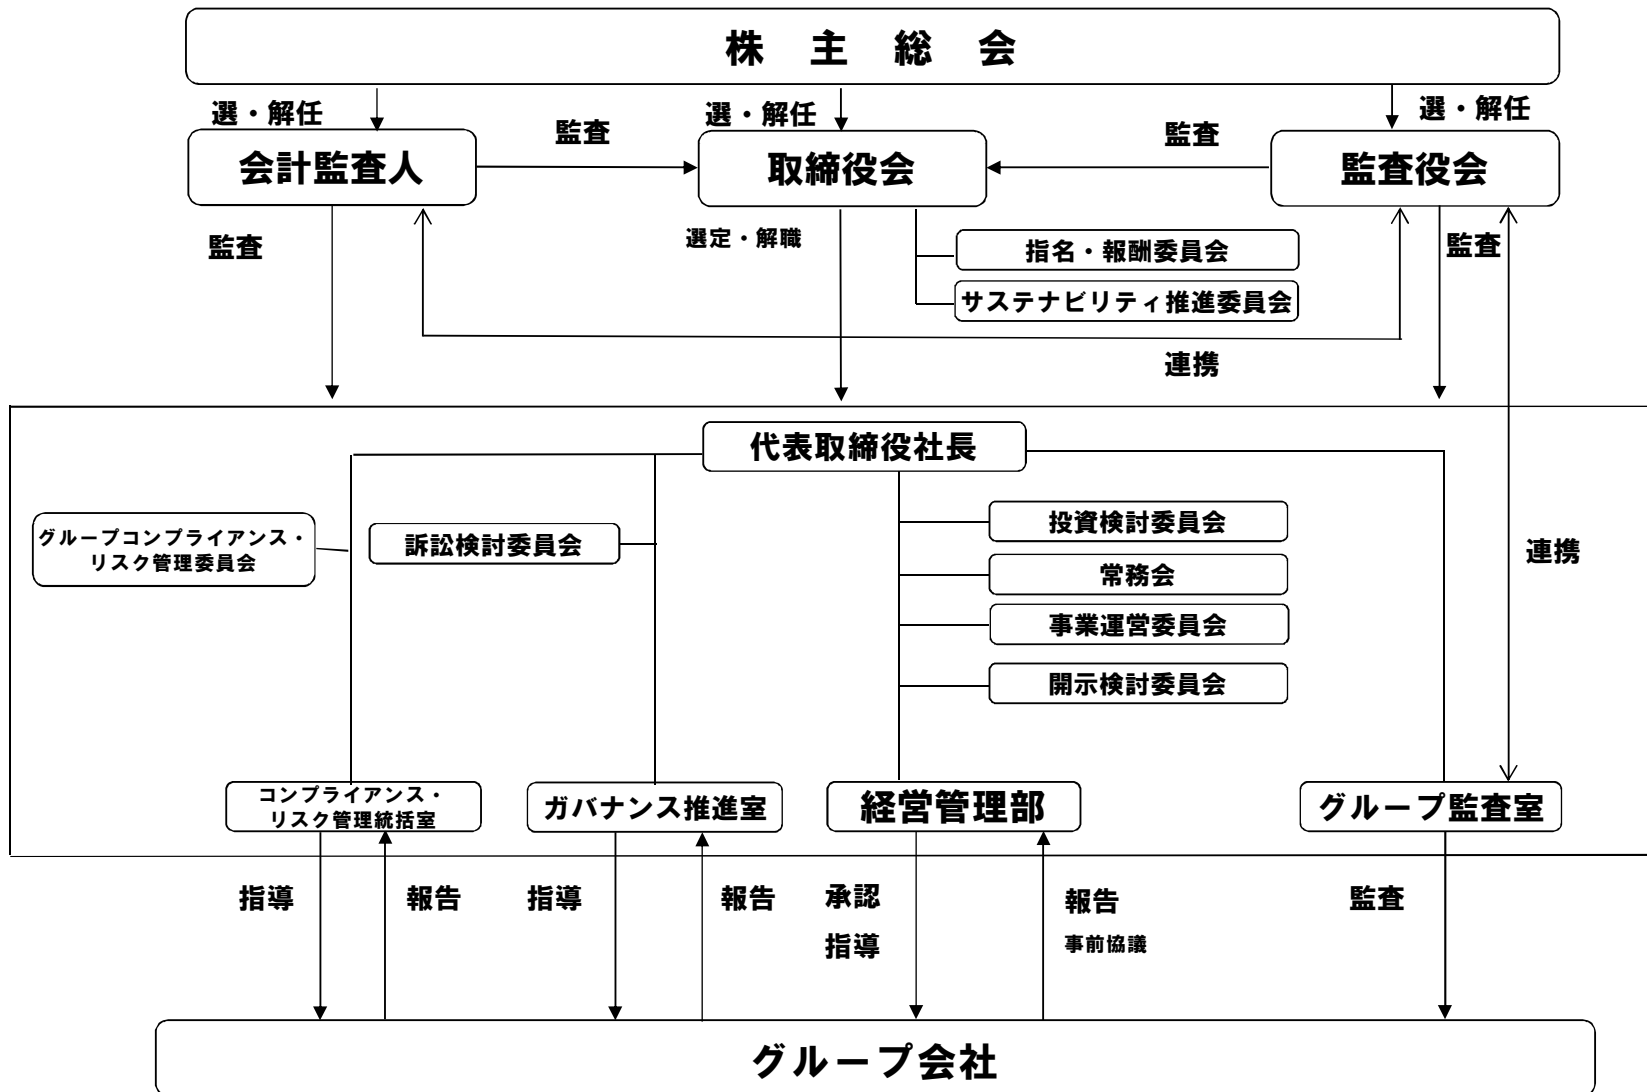 株 主 総 会
選・解任
選・解任
選・解任
会計監査人
監査
取締役会
監査
監査役会
監査
選定・解職
監査
指名・報酬委員会
サステナビリティ推進委員会
連携
代表取締役社長
グループコンプライアンス・
リスク管理委員会
訴訟検討委員会
投資検討委員会
常務会
事業運営委員会
開示検討委員会
連携
コンプライアンス・
リスク管理統括室
ガバナンス推進室
経営管理部
グループ監査室
指導
報告
指導
報告
承認
指導
報告
事前協議
監査
グループ会社